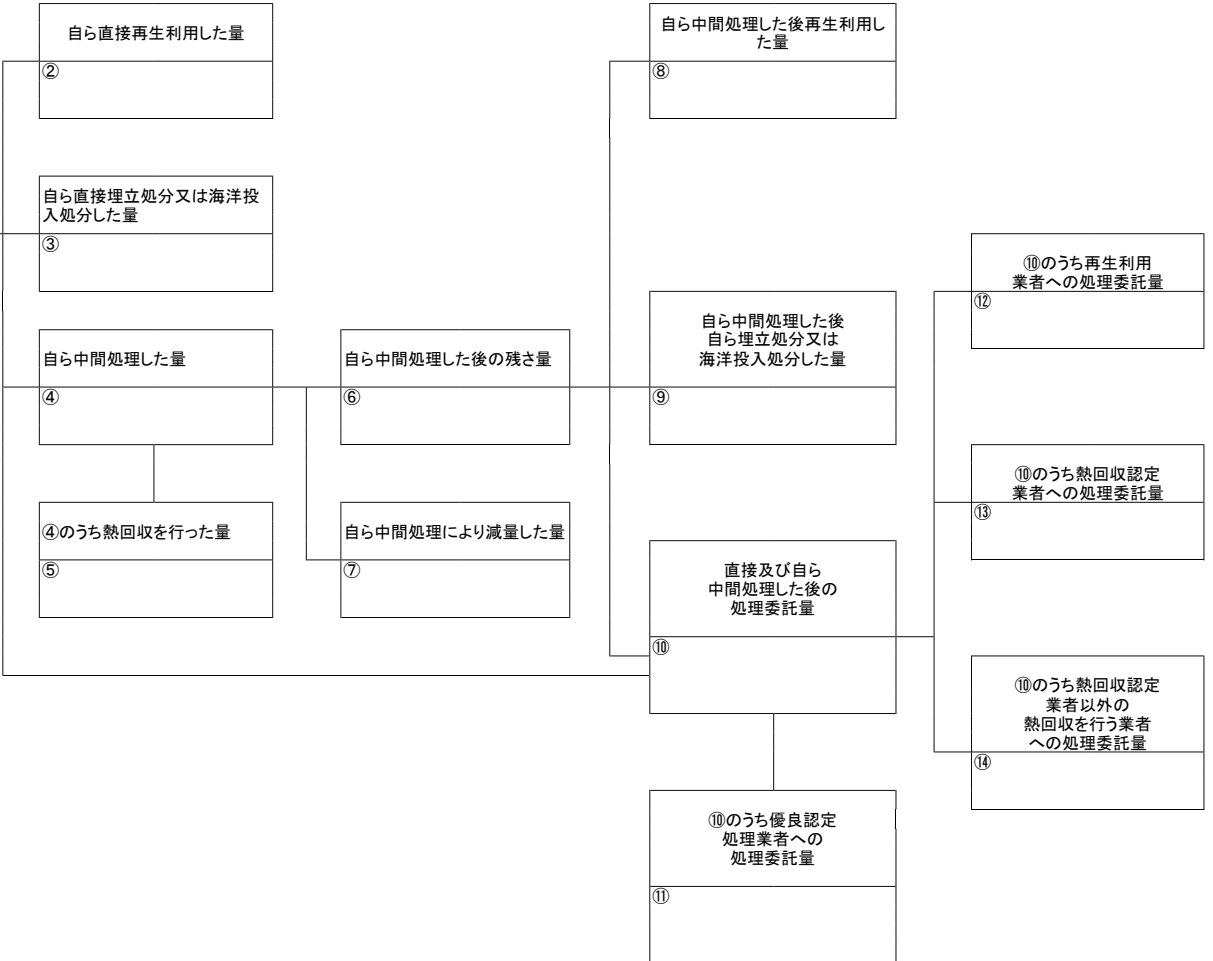 自ら直接再生利用した量
②
自ら直接埋立処分又は海洋投
入処分した量
③
自ら中間処理した量
④
④のうち熱回収を行った量
⑤
自ら中間処理した後の残さ量
⑥
自ら中間処理により減量した量
⑦
自ら中間処理した後再生利用し
た量
⑧
自ら中間処理した後
自ら埋立処分又は
海洋投入処分した量
⑨
直接及び自ら
中間処理した後の
処理委託量
⑩
⑩のうち優良認定
処理業者への
処理委託量
⑪
⑩のうち再生利用
業者への処理委託量
⑫
⑩のうち熱回収認定
業者への処理委託量
⑬
⑩のうち熱回収認定
業者以外の
熱回収を行う業者
への処理委託量
⑭